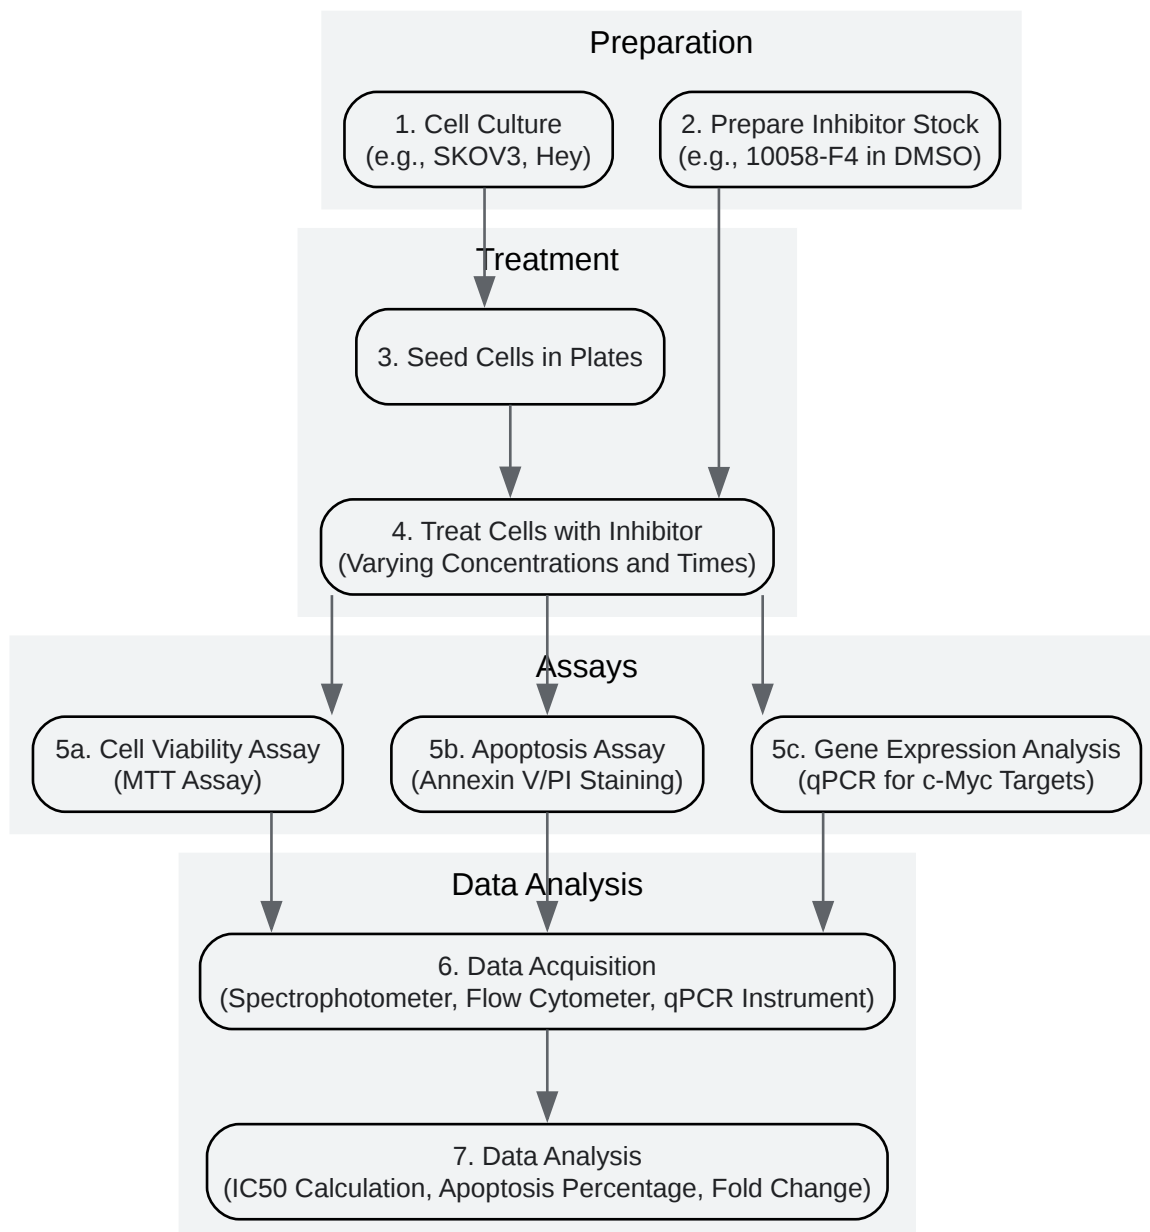 Preparation
1. Cell Culture
(e.g., SKOV3, Hey)
2. Prepare Inhibitor Stock
(e.g., 10058-F4 in DMSO)
Treatment
3. Seed Cells in Plates
4. Treat Cells with Inhibitor
(Varying Concentrations and Times)
Assays
5a. Cell Viability Assay
(MTT Assay)
5b. Apoptosis Assay
(Annexin V/PI Staining)
5c. Gene Expression Analysis
(qPCR for c-Myc Targets)
Data Analysis
6. Data Acquisition
(Spectrophotometer, Flow Cytometer, qPCR Instrument)
7. Data Analysis
(IC50 Calculation, Apoptosis Percentage, Fold Change)